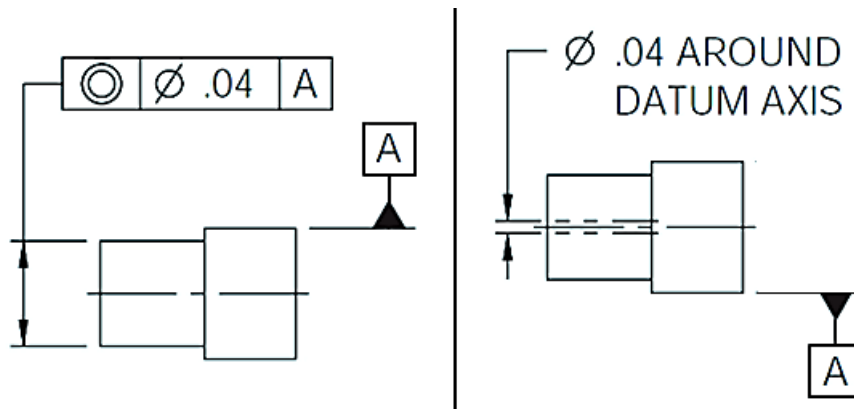 ◎ Ø .04 A
A
Ø .04 AROUND
DATUM AXIS
A